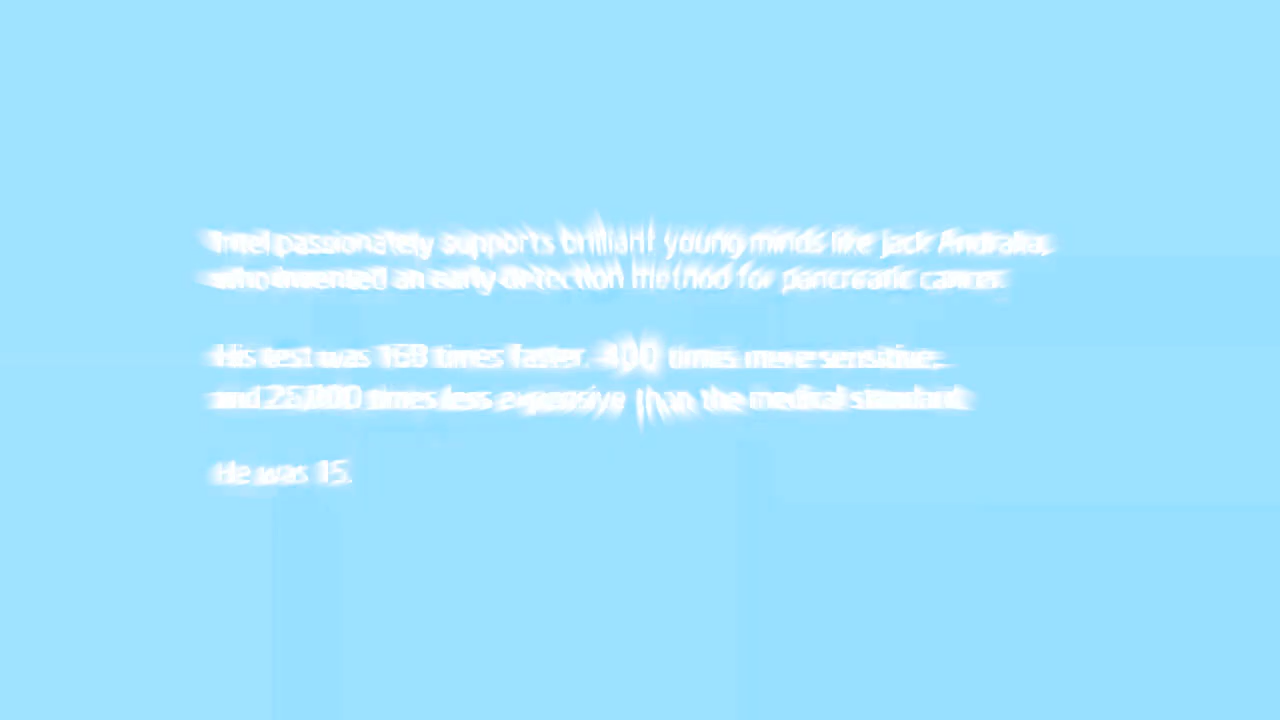 Intel passionately supports brilliant young minds like Jack Andraka,
who invented an early detection method for pancreatic cancer.
His test was 168 times faster, 400 times more sensitive,
and 25,000 times less expensive than the medical standard.
He was 15.